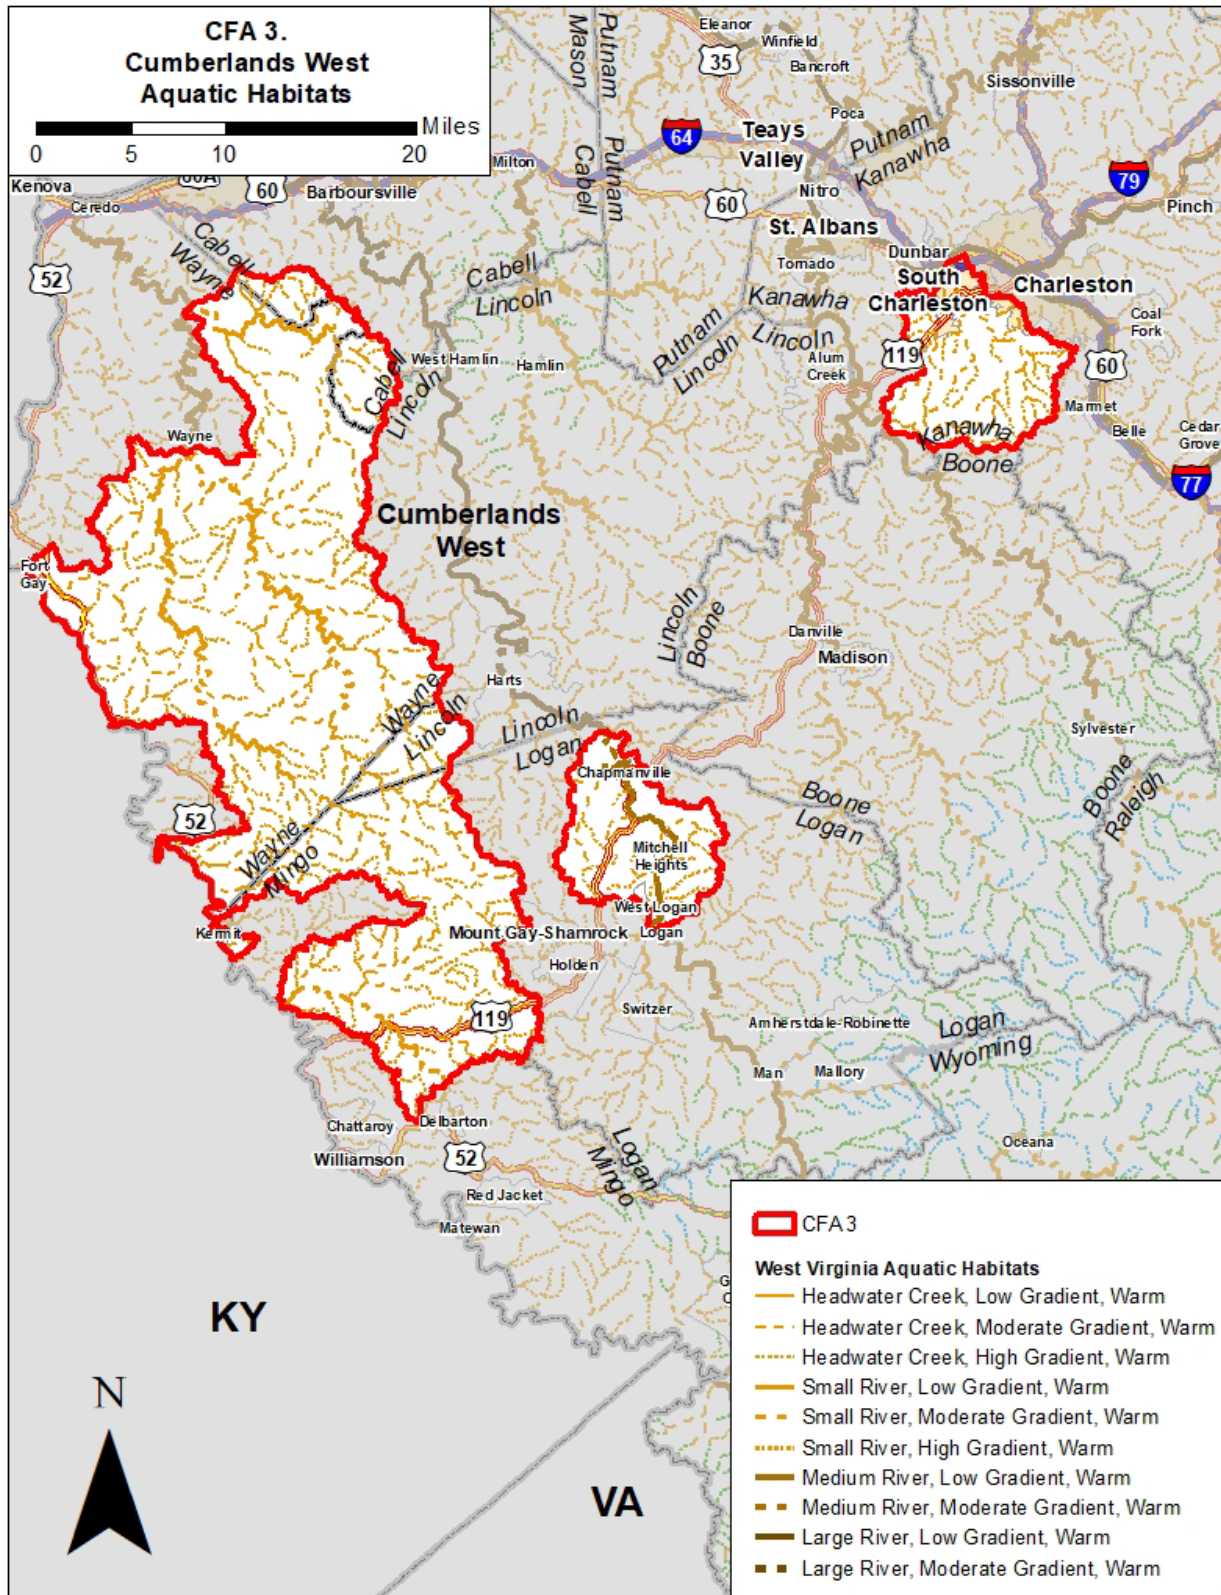 CFA 3.
Cumberlands West
Aquatic Habitats
Miles
0 5 10 20
Eleanor
Winfield
Bancroft
35
Mason
Putnam
Sissonville
Poca
64
Teays
Valley
Putnam
Kanawha
Putnam
Cabell
Milton
79
Kenova
60A
60
Barboursville
Ceredo
60
Nitro
Pinch
St. Albans
Cabell
Wayne
Dunbar
52
Tornado
South
Charleston
Charleston
Cabell
Lincoln
Kanawha
Lincoln
Putnam
Lincoln
Coal
Fork
119
60
West Hamlin
Hamlin
Alum
Creek
Cabell
Lincoln
Marmet
Belle
Cedar
Grove
Kanawha
Boone
Wayne
77
Cumberlands
West
Fort
Gay
Lincoln
Boone
Danville
Madison
Harts
Wayne
Lincoln
Lincoln
Logan
Sylvester
Chapmanville
Boone
Raleigh
Boone
Logan
52
Wayne
Mingo
Mitchell
Heights
West Logan
Kermit
Mount Gay-Shamrock
Logan
Holden
119
Switzer
Amherstdale-Robinette
Logan
Wyoming
Man
Mallory
Chattaroy
Delbarton
Oceana
Williamson
52
Logan
Mingo
Red Jacket
Matewan
KY
VA
N
CFA 3
West Virginia Aquatic Habitats
Headwater Creek, Low Gradient, Warm
Headwater Creek, Moderate Gradient, Warm
Headwater Creek, High Gradient, Warm
Small River, Low Gradient, Warm
Small River, Moderate Gradient, Warm
Small River, High Gradient, Warm
Medium River, Low Gradient, Warm
Medium River, Moderate Gradient, Warm
Large River, Low Gradient, Warm
Large River, Moderate Gradient, Warm